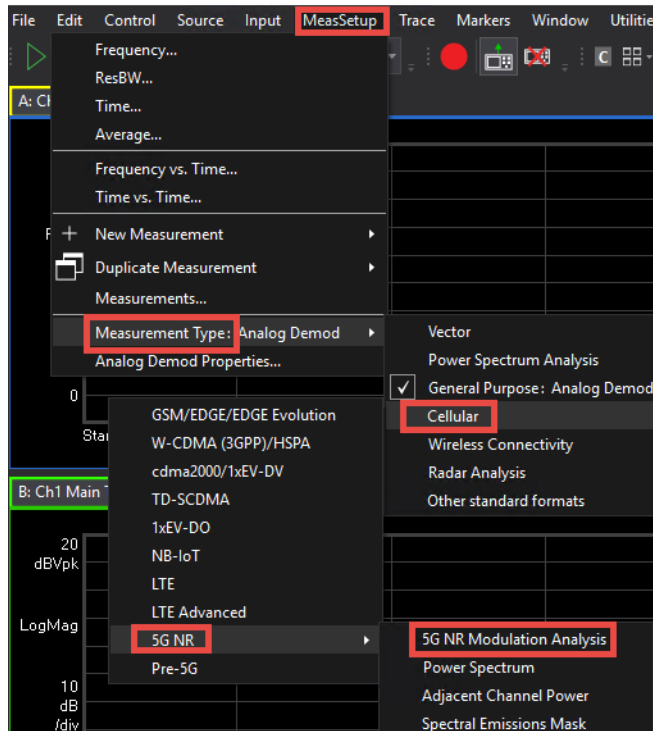 File Edit Control Source Input MeasSetup Trace Markers Window Utilitie
Frequency...
ResBW...
Time...
Average...
Frequency vs. Time...
Time vs. Time...
New Measurement
Duplicate Measurement
Measurements...
Measurement Type: Analog Demod
Analog Demod Properties...
C
A: Ch
Vector
Power Spectrum Analysis
General Purpose: Analog Demod
Cellular
Wireless Connectivity
Radar Analysis
Other standard formats
0
Star
GSM/EDGE/EDGE Evolution
W-CDMA (3GPP)/HSPA
cdma2000/1xEV-DV
TD-SCDMA
1xEV-DO
NB-IoT
LTE
LTE Advanced
5G NR
Pre-5G
B: Ch1 Main T
20
dBVpk
LogMag
10
dB
/div
5G NR Modulation Analysis
Power Spectrum
Adjacent Channel Power
Spectral Emissions Mask